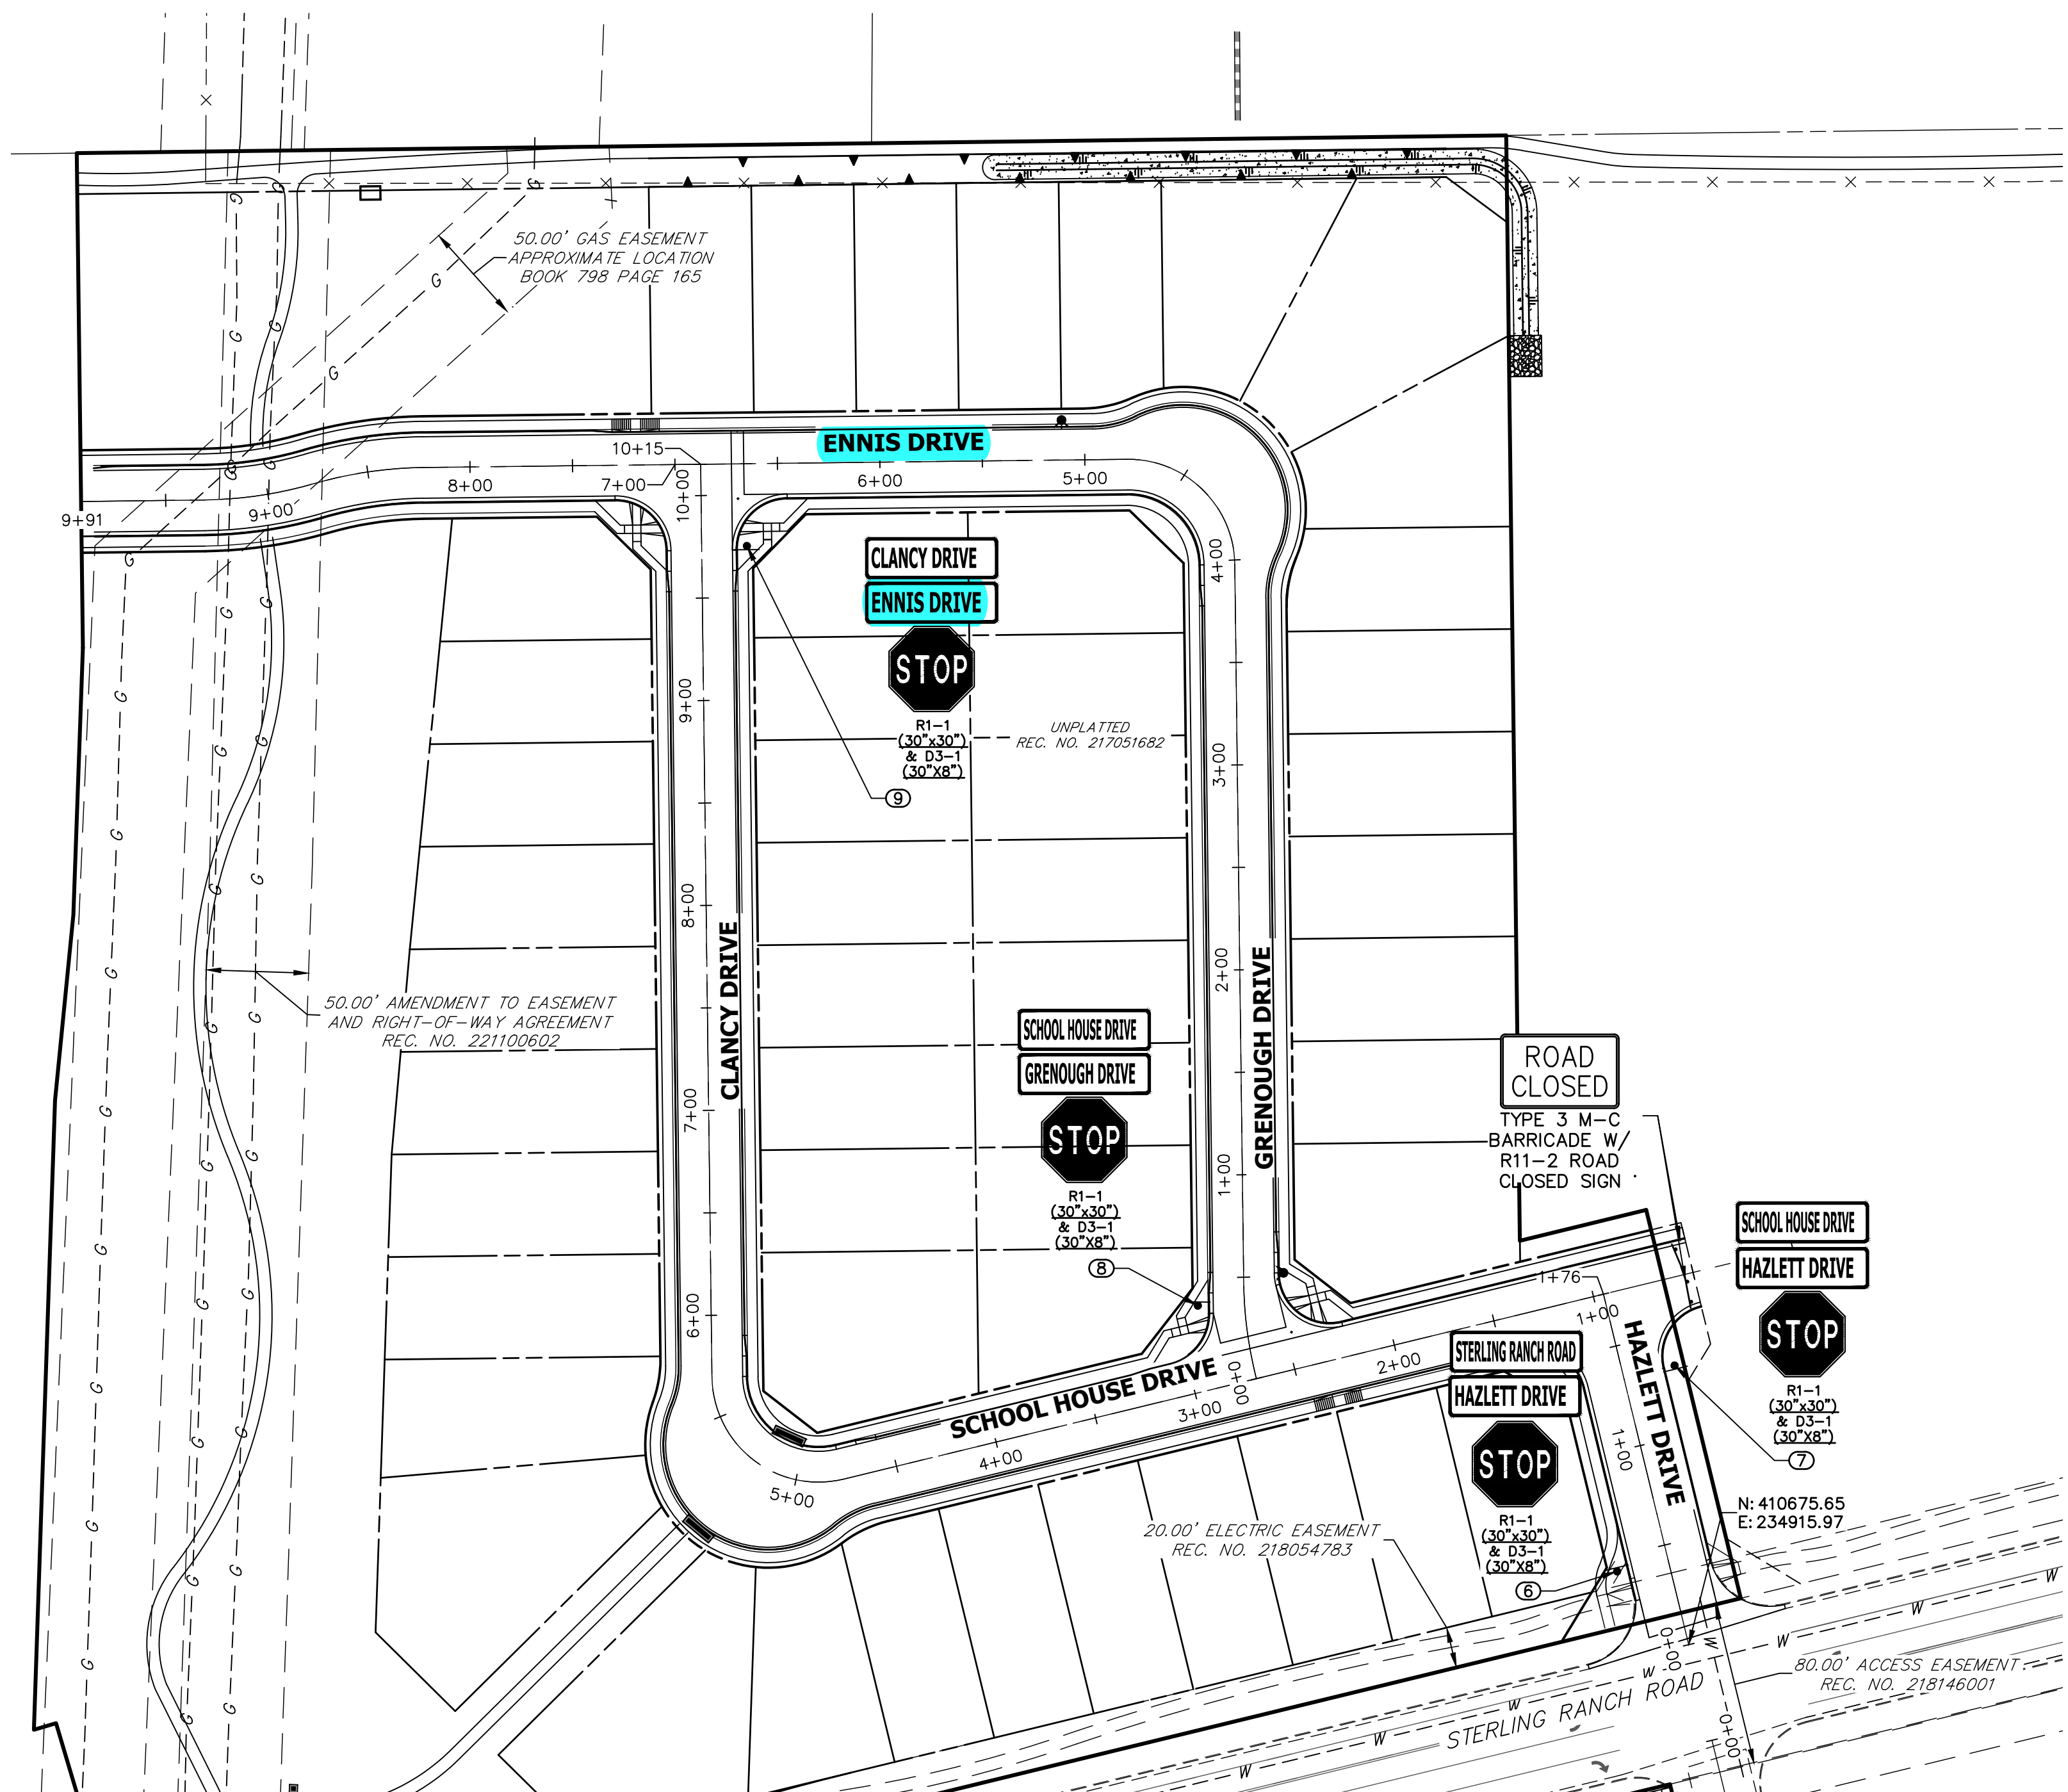 50.00' GAS EASEMENT
APPROXIMATE LOCATION
BOOK 798 PAGE 165
ENNIS DRIVE
10+15
10+00
9+91
9+00
8+00
7+00
6+00
5+00
4+00
3+00
2+00
1+00
0+00
CLANCY DRIVE
ENNIS DRIVE
STOP
R1-1
(30"x30")
& D3-1
(30"X8")
9
UNPLATTED
REC. NO. 217051682
9+00
8+00
7+00
6+00
5+00
4+00
3+00
2+00
1+00
CLANCY DRIVE
GRENOUGH DRIVE
50.00' AMENDMENT TO EASEMENT
AND RIGHT-OF-WAY AGREEMENT
REC. NO. 221100602
SCHOOL HOUSE DRIVE
GRENOUGH DRIVE
STOP
R1-1
(30"x30")
& D3-1
(30"X8")
8
ROAD
CLOSED
TYPE 3 M-C
BARRICADE W/
R11-2 ROAD
CLOSED SIGN
SCHOOL HOUSE DRIVE
HAZLETT DRIVE
STOP
R1-1
(30"x30")
& D3-1
(30"X8")
7
1+76
1+00
0+00
HAZLETT DRIVE
SCHOOL HOUSE DRIVE
STERLING RANCH ROAD
HAZLETT DRIVE
STOP
R1-1
(30"x30")
& D3-1
(30"X8")
6
N: 410675.65
E: 234915.97
20.00' ELECTRIC EASEMENT
REC. NO. 218054783
80.00' ACCESS EASEMENT
REC. NO. 218146001
STERLING RANCH ROAD
0+00